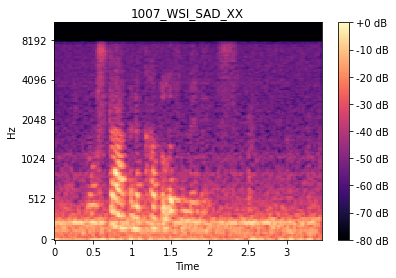 1007_WSI_SAD_XX
Hz
8192
4096
2048
1024
512
0
0 0.5 1 1.5 2 2.5 3
Time
+0 dB
-10 dB
-20 dB
-30 dB
-40 dB
-50 dB
-60 dB
-70 dB
-80 dB